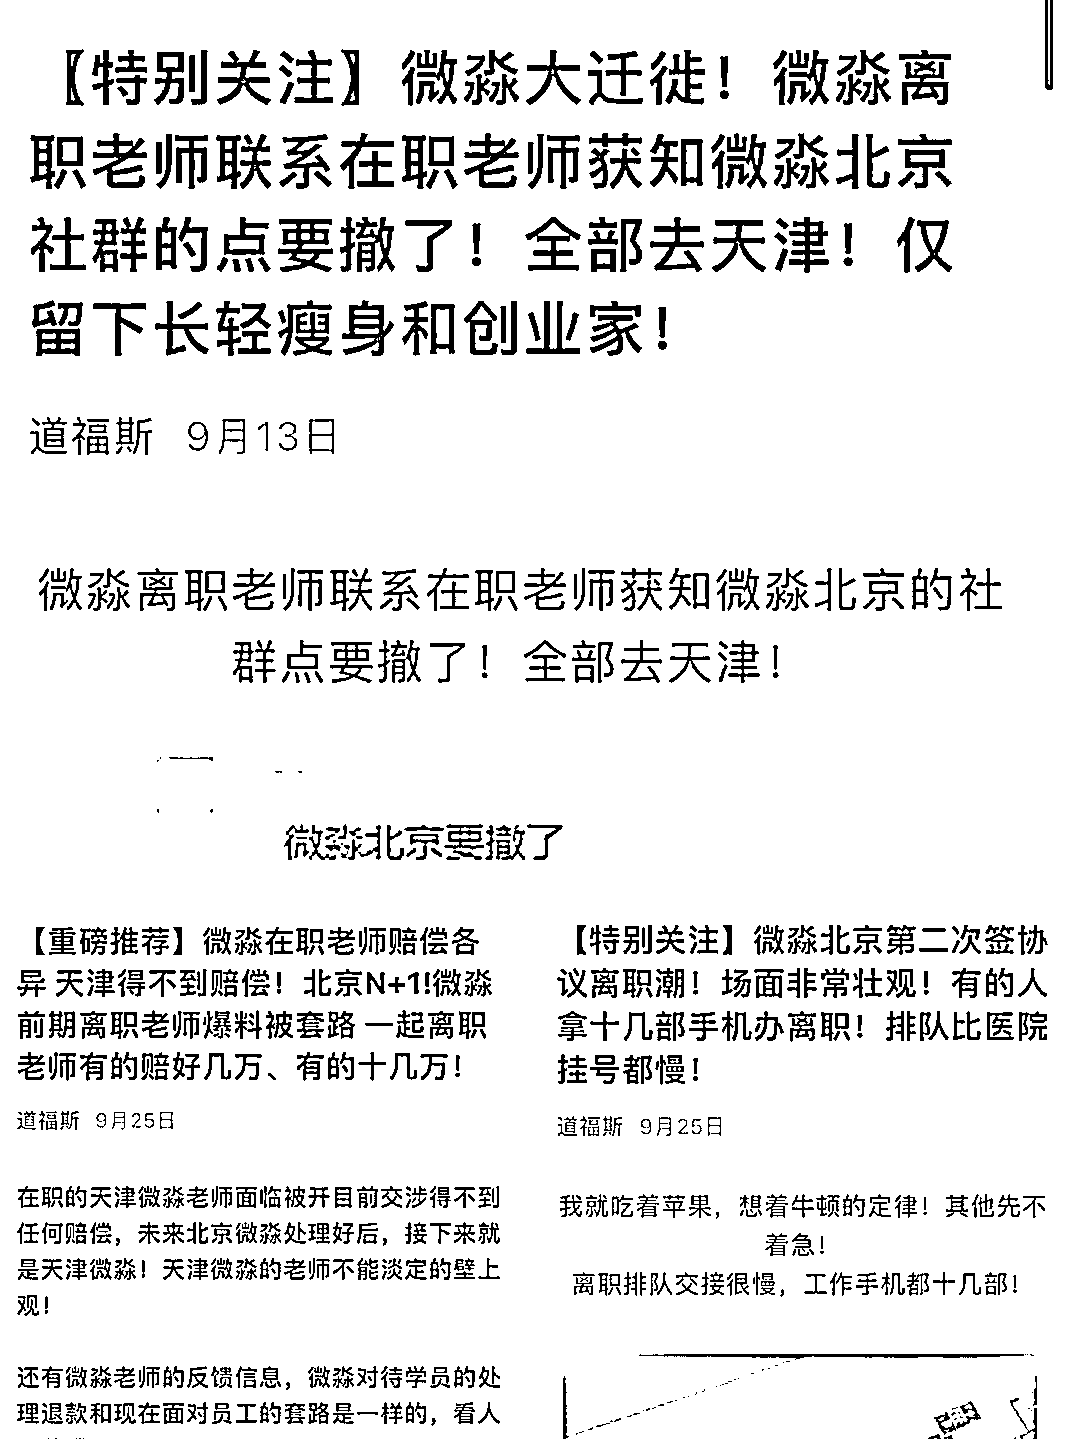 【特别关注】微淼大迁徙！微淼离
职老师联系在职老师获知微淼北京
社群的点要撤了！全部去天津！仅
留下长轻瘦身和创业家！
道福斯 9月13日
微淼离职老师联系在职老师获知微淼北京的社
群点要撤了！全部去天津！
微淼北京要撤了
【重磅推荐】微淼在职老师赔偿各
异 天津得不到赔偿！北京N+1!微淼
前期离职老师爆料被套路 一起离职
老师有的赔好几万、有的十几万！
道福斯 9月25日
在职的天津微淼老师面临被开目前交涉得不到
任何赔偿，未来北京微淼处理好后，接下来就
是天津微淼！天津微淼的老师不能淡定的壁上
观！
还有微淼老师的反馈信息，微淼对待学员的处
理退款和现在面对员工的套路是一样的，看人
【特别关注】微淼北京第二次签协
议离职潮！场面非常壮观！有的人
拿十几部手机办离职！排队比医院
挂号都慢！
道福斯 9月25日
我就吃着苹果，想着牛顿的定律！其他先不
着急！
离职排队交接很慢，工作手机都十几部！